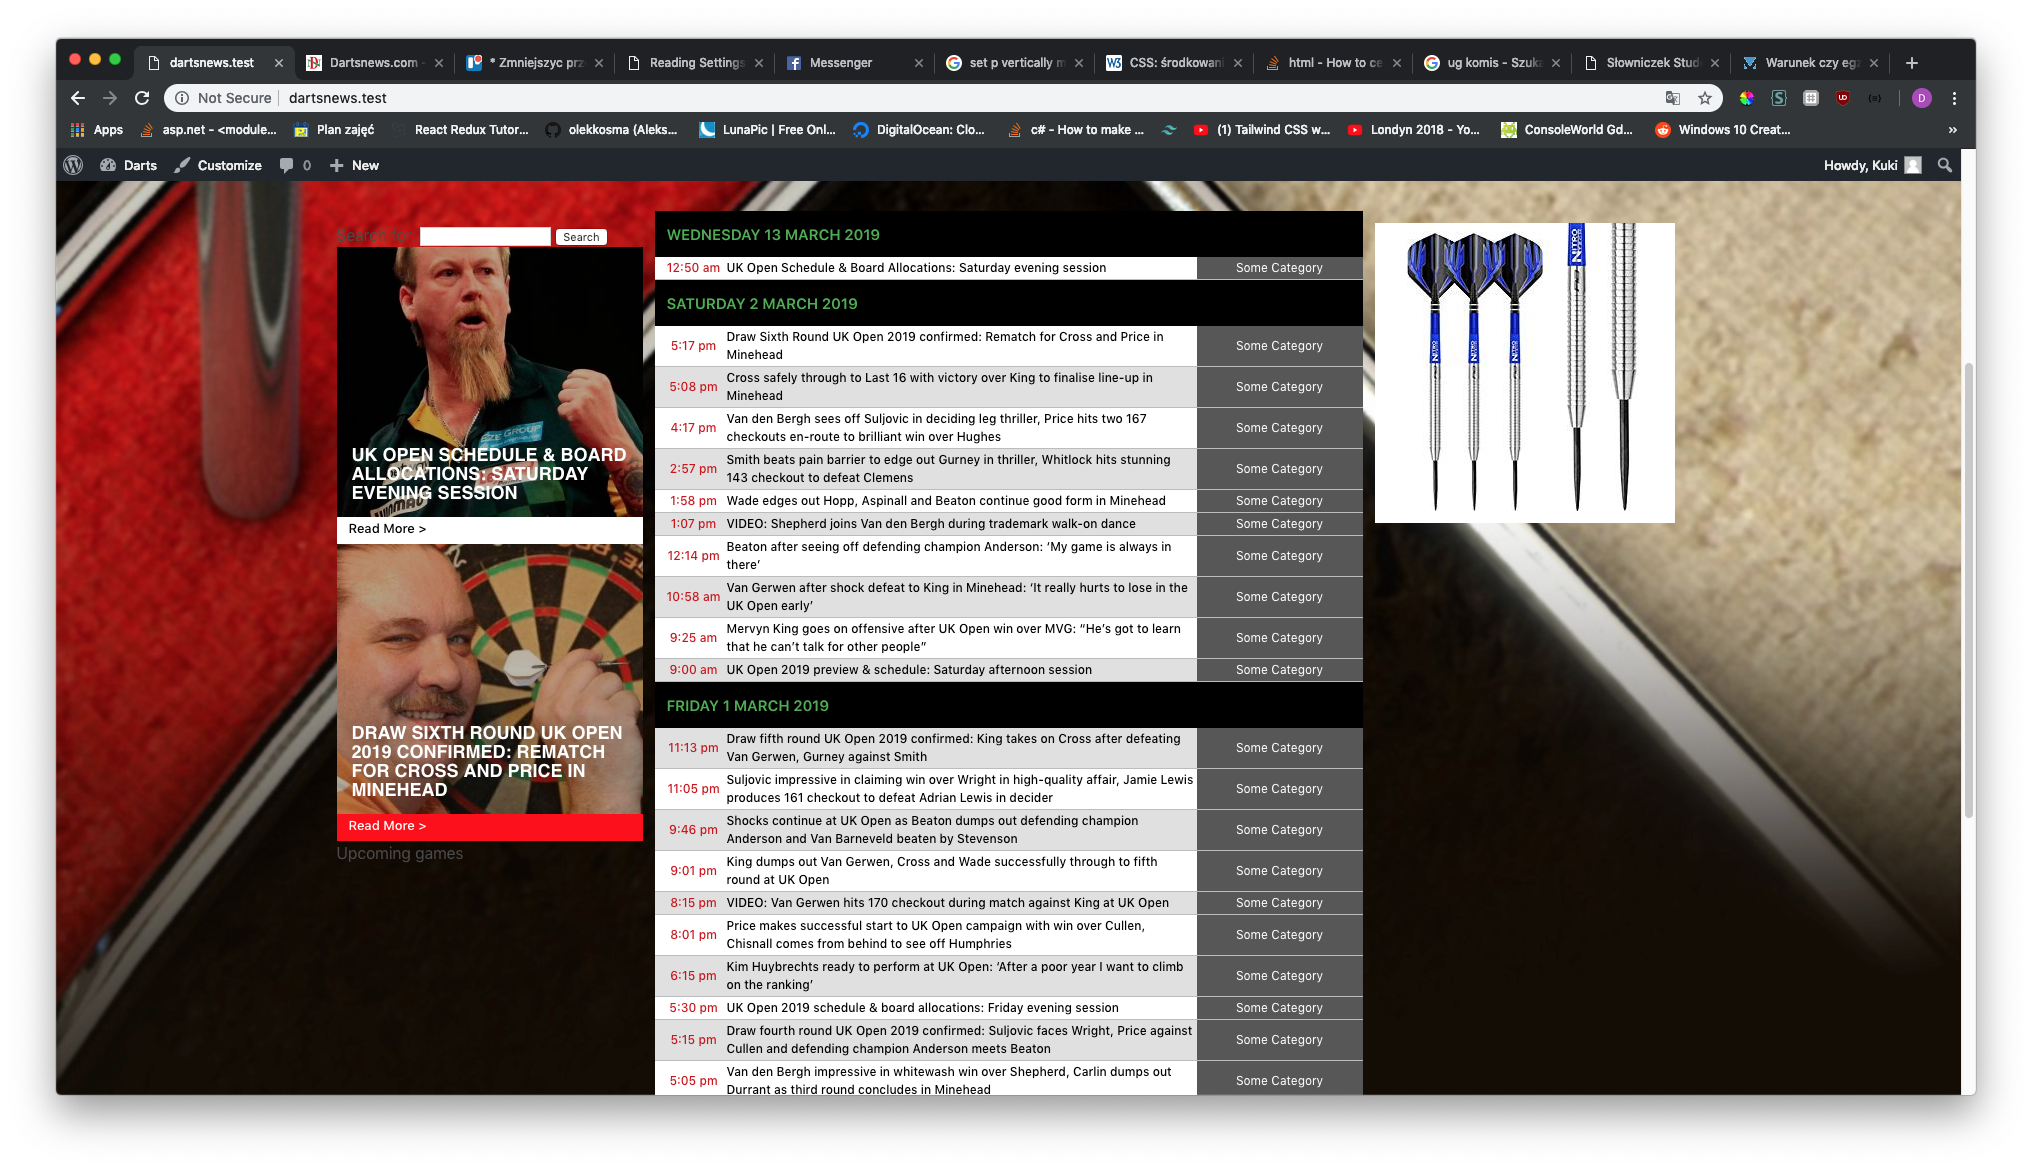 dartsnews.test
Dartsnews.com -
* Zmniejszyc prz
Reading Settings
Messenger
set p vertically m
CSS: środkowani
html - How to ce
ug komis - Szuka
Słowniczek Stud
Warunek czy egz
Not Secure
dartsnews.test
D
Apps
asp.net - <module...
Plan zajęć
React Redux Tutor...
olekkosma (Aleks...
LunaPic | Free Onl...
DigitalOcean: Clo...
c# - How to make ...
(1) Tailwind CSS w...
Londyn 2018 - Yo...
ConsoleWorld Gd...
Windows 10 Creat...
»
Darts
Customize
0
New
Howdy, Kuki
Search for:
Search
UK OPEN SCHEDULE & BOARD
ALLOCATIONS: SATURDAY
EVENING SESSION
Read More >
DRAW SIXTH ROUND UK OPEN
2019 CONFIRMED: REMATCH
FOR CROSS AND PRICE IN
MINEHEAD
Read More >
Upcoming games
WEDNESDAY 13 MARCH 2019
12:50 am UK Open Schedule & Board Allocations: Saturday evening session Some Category
SATURDAY 2 MARCH 2019
5:17 pm Draw Sixth Round UK Open 2019 confirmed: Rematch for Cross and Price in
Minehead
Some Category
5:08 pm Cross safely through to Last 16 with victory over King to finalise line-up in
Minehead
Some Category
4:17 pm Van den Bergh sees off Suljovic in deciding leg thriller, Price hits two 167
checkouts en-route to brilliant win over Hughes
Some Category
2:57 pm Smith beats pain barrier to edge out Gurney in thriller, Whitlock hits stunning
143 checkout to defeat Clemens
Some Category
1:58 pm Wade edges out Hopp, Aspinall and Beaton continue good form in Minehead Some Category
1:07 pm VIDEO: Shepherd joins Van den Bergh during trademark walk-on dance Some Category
12:14 pm Beaton after seeing off defending champion Anderson: ‘My game is always in
there’
Some Category
10:58 am Van Gerwen after shock defeat to King in Minehead: ‘It really hurts to lose in the
UK Open early’
Some Category
9:25 am Mervyn King goes on offensive after UK Open win over MVG: “He’s got to learn
that he can’t talk for other people”
Some Category
9:00 am UK Open 2019 preview & schedule: Saturday afternoon session Some Category
FRIDAY 1 MARCH 2019
11:13 pm Draw fifth round UK Open 2019 confirmed: King takes on Cross after defeating
Van Gerwen, Gurney against Smith
Some Category
11:05 pm Suljovic impressive in claiming win over Wright in high-quality affair, Jamie Lewis
produces 161 checkout to defeat Adrian Lewis in decider
Some Category
9:46 pm Shocks continue at UK Open as Beaton dumps out defending champion
Anderson and Van Barneveld beaten by Stevenson
Some Category
9:01 pm King dumps out Van Gerwen, Cross and Wade successfully through to fifth
round at UK Open
Some Category
8:15 pm VIDEO: Van Gerwen hits 170 checkout during match against King at UK Open Some Category
8:01 pm Price makes successful start to UK Open campaign with win over Cullen,
Chisnall comes from behind to see off Humphries
Some Category
6:15 pm Kim Huybrechts ready to perform at UK Open: ‘After a poor year I want to climb
on the ranking’
Some Category
5:30 pm UK Open 2019 schedule & board allocations: Friday evening session Some Category
5:15 pm Draw fourth round UK Open 2019 confirmed: Suljovic faces Wright, Price against
Cullen and defending champion Anderson meets Beaton
Some Category
5:05 pm Van den Bergh impressive in whitewash win over Shepherd, Carlin dumps out
Durrant as third round concludes in Minehead
Some Category
NITRO
NITRO
NITRO
NITRO